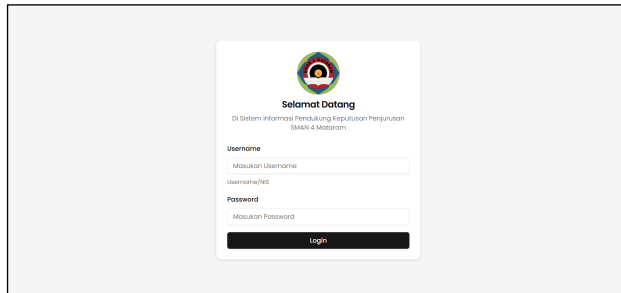 Selamat Datang
Di Sistem Informasi Pendukung Keputusan Penjurusan
SMAN 4 Mataram
Username
Masukan Username
Username/NIS
Password
Masukan Password
Login